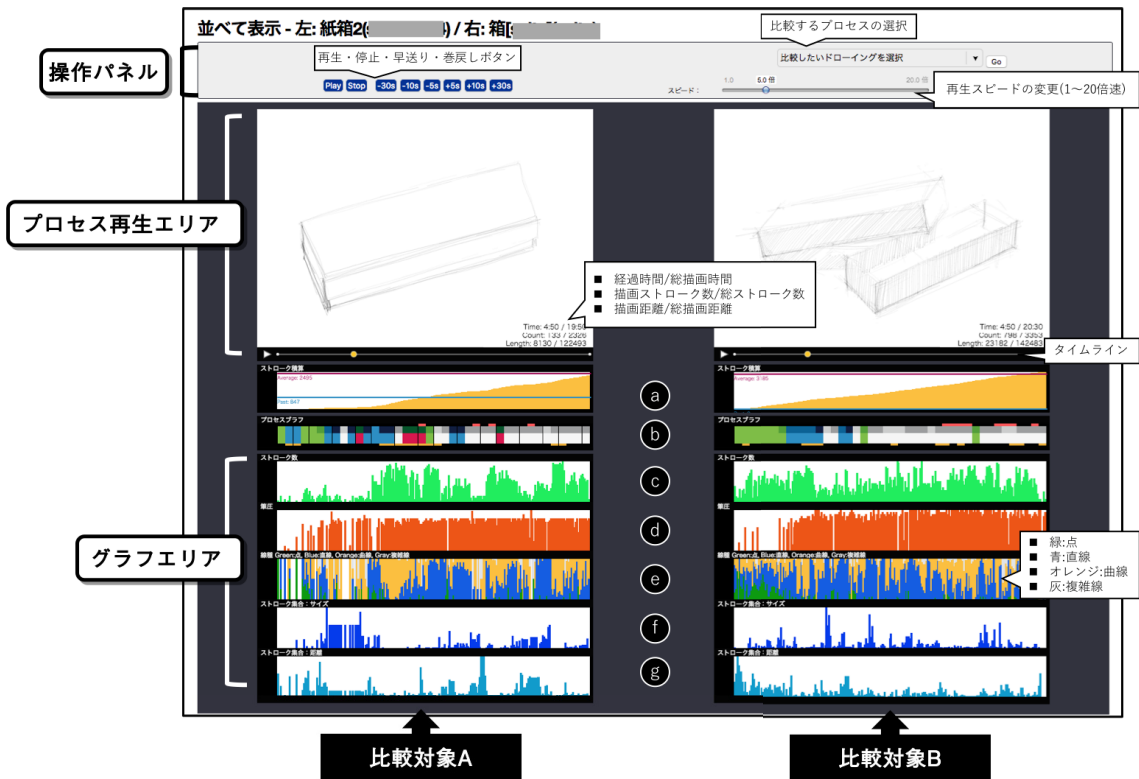 並べて表示 - 左: 紙箱2( ) / 右: 箱[
比較するプロセスの選択
再生・停止・早送り・巻戻しボタン
比較したいドローイングを選択
Go
操作パネル
Play Stop -30s -10s -5s +5s +10s +30s
スピード：
1.0 5.0 倍 20.0 倍
再生スピードの変更(1〜20倍速)
プロセス再生エリア
■ 経過時間/総描画時間
■ 描画ストローク数/総ストローク数
■ 描画距離/総描画距離
Time: 4:50 / 19:50
Count: 133 / 2326
Length: 8130 / 122493
Time: 4:50 / 20:30
Count: 798 / 3353
Length: 23182 / 142483
タイムライン
ストローク積算
Average: 2495
Past: 847
ストローク積算
a
プロセスグラフ
プロセスグラフ
b
グラフエリア
ストローク数
ストローク数
c
筆圧
筆圧
d
線種 Green:点, Blue:直線, Orange:曲線, Gray:複雑線
線種 Green:点, Blue:直線, Orange:曲線, Gray:複雑線
e
■ 緑:点
■ 青:直線
■ オレンジ:曲線
■ 灰:複雑線
ストローク集合：サイズ
ストローク集合：サイズ
f
ストローク集合：距離
ストローク集合：距離
g
比較対象A
比較対象B